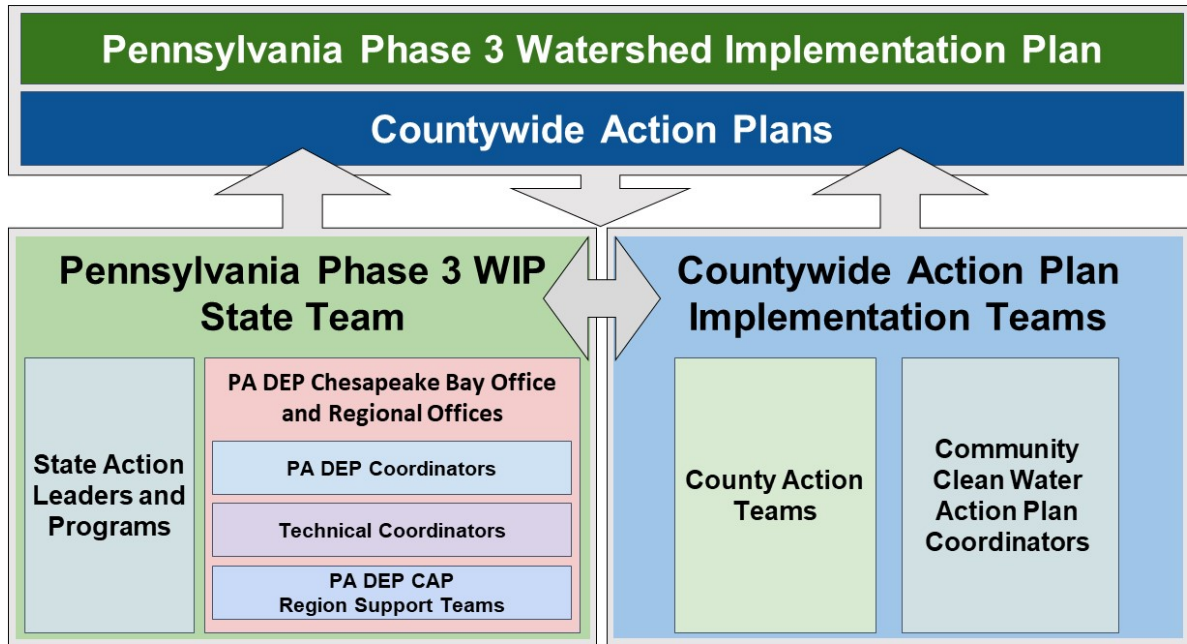 Pennsylvania Phase 3 Watershed Implementation Plan
Countywide Action Plans
Pennsylvania Phase 3 WIP
State Team
State Action
Leaders and
Programs
PA DEP Chesapeake Bay Office
and Regional Offices
PA DEP Coordinators
Technical Coordinators
PA DEP CAP
Region Support Teams
Countywide Action Plan
Implementation Teams
County Action
Teams
Community
Clean Water
Action Plan
Coordinators